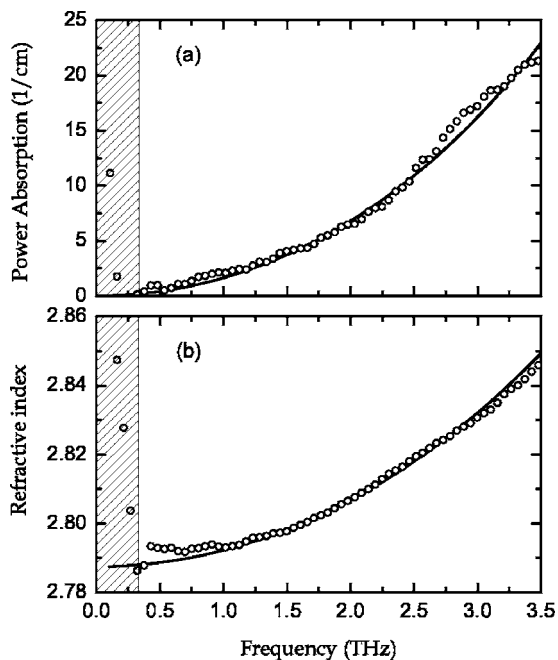 25
20
15
10
5
0
Power Absorption (1/cm)
(a)
2.86
2.84
2.82
2.80
2.78
Refractive index
(b)
0.0 0.5 1.0 1.5 2.0 2.5 3.0 3.5
Frequency (THz)